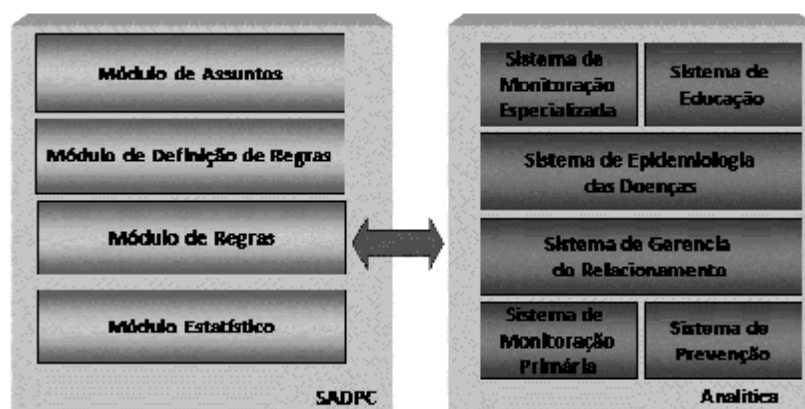 Módulo de Assuntos
Módulo de Definição de Regras
Módulo de Regras
Módulo Estatístico
SADPC
Sistema de
Monitoração
Especializada
Sistema de
Educação
Sistema de Epidemiologia
das Doenças
Sistema de Gerencia
do Relacionamento
Sistema de
Monitoração
Primária
Sistema de
Prevenção
Analítica